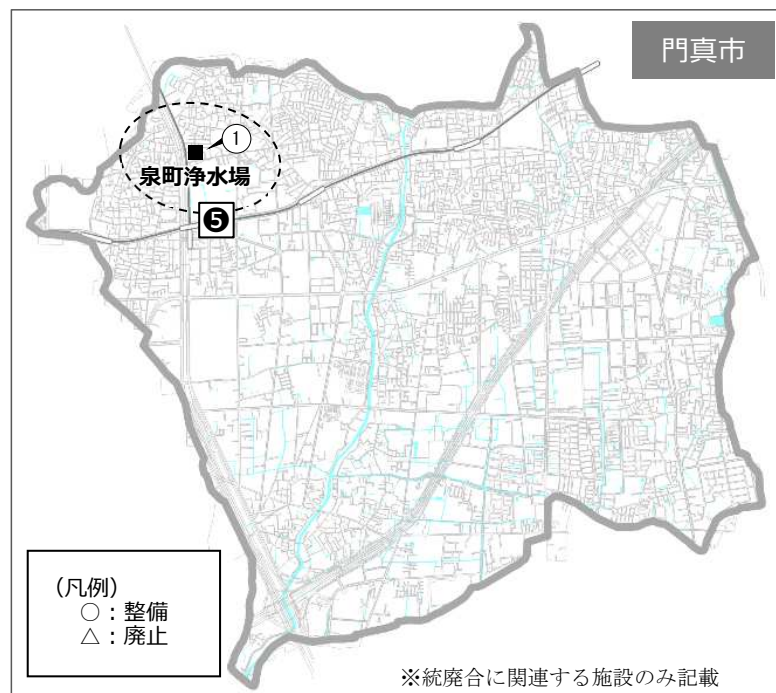 門真市
①
泉町浄水場
❺
(凡例)
○：整備
△：廃止
※統廃合に関連する施設のみ記載